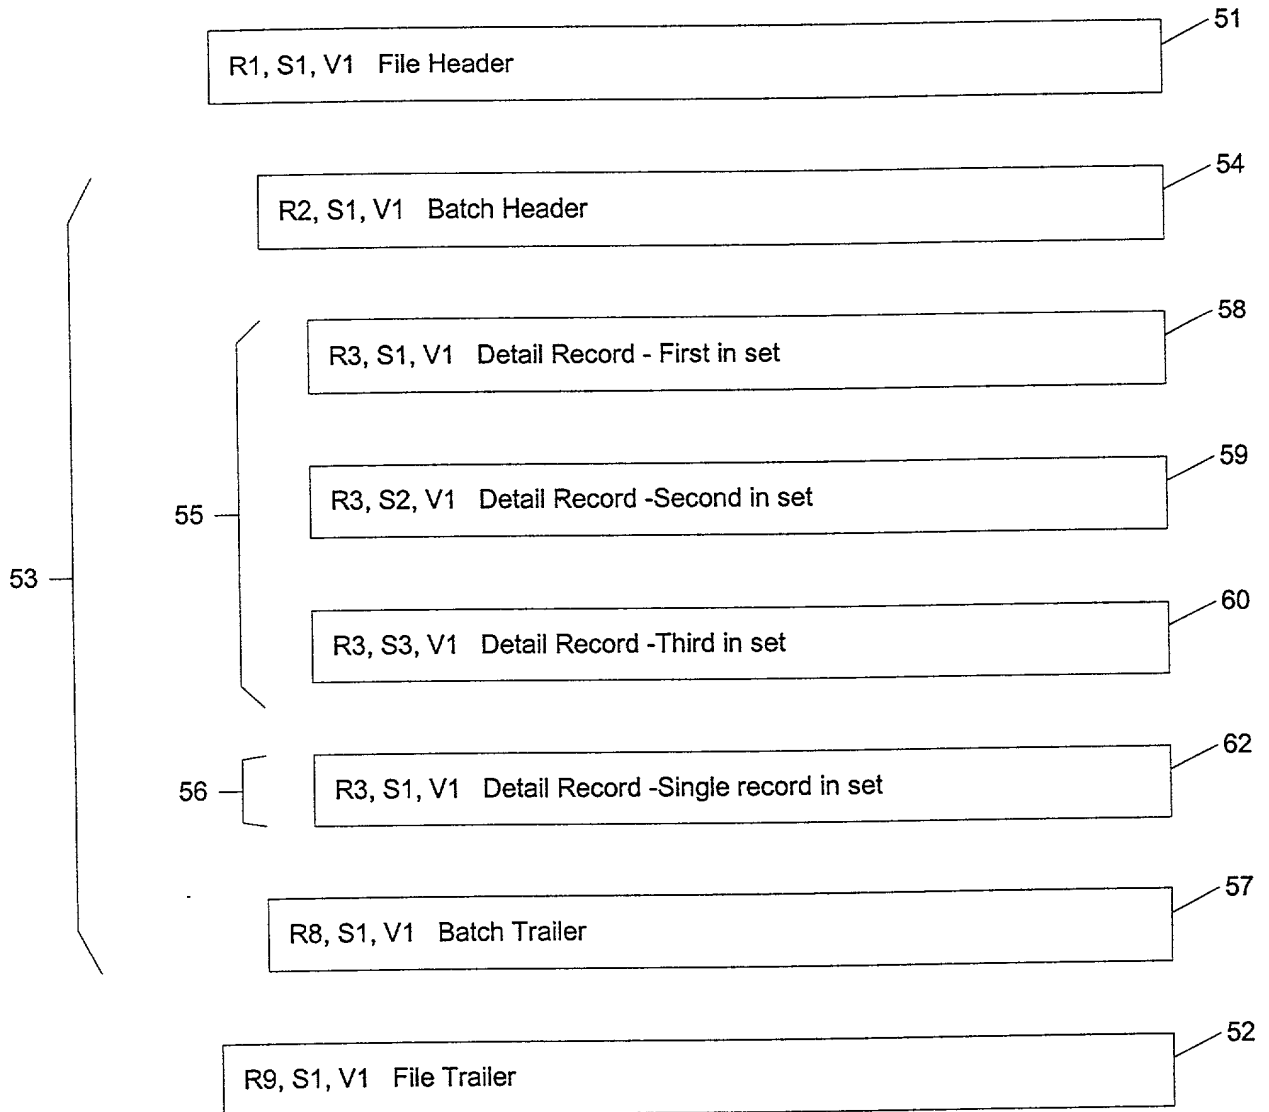 51
R1, S1, V1 File Header
54
R2, S1, V1 Batch Header
58
R3, S1, V1 Detail Record - First in set
59
R3, S2, V1 Detail Record -Second in set
55
53
60
R3, S3, V1 Detail Record -Third in set
62
56
R3, S1, V1 Detail Record -Single record in set
57
R8, S1, V1 Batch Trailer
52
R9, S1, V1 File Trailer